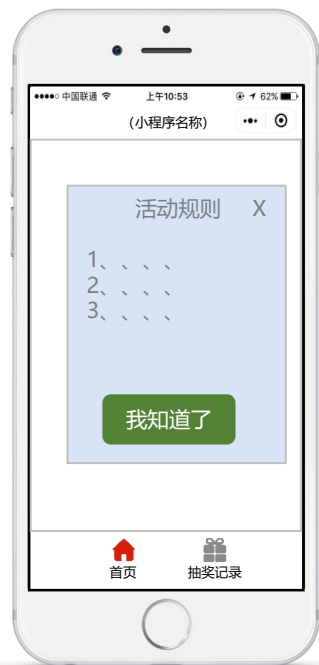 中国联通 上午10:53 62%
(小程序名称)
活动规则 X
1、、、、
2、、、、
3、、、、
我知道了
首页 抽奖记录